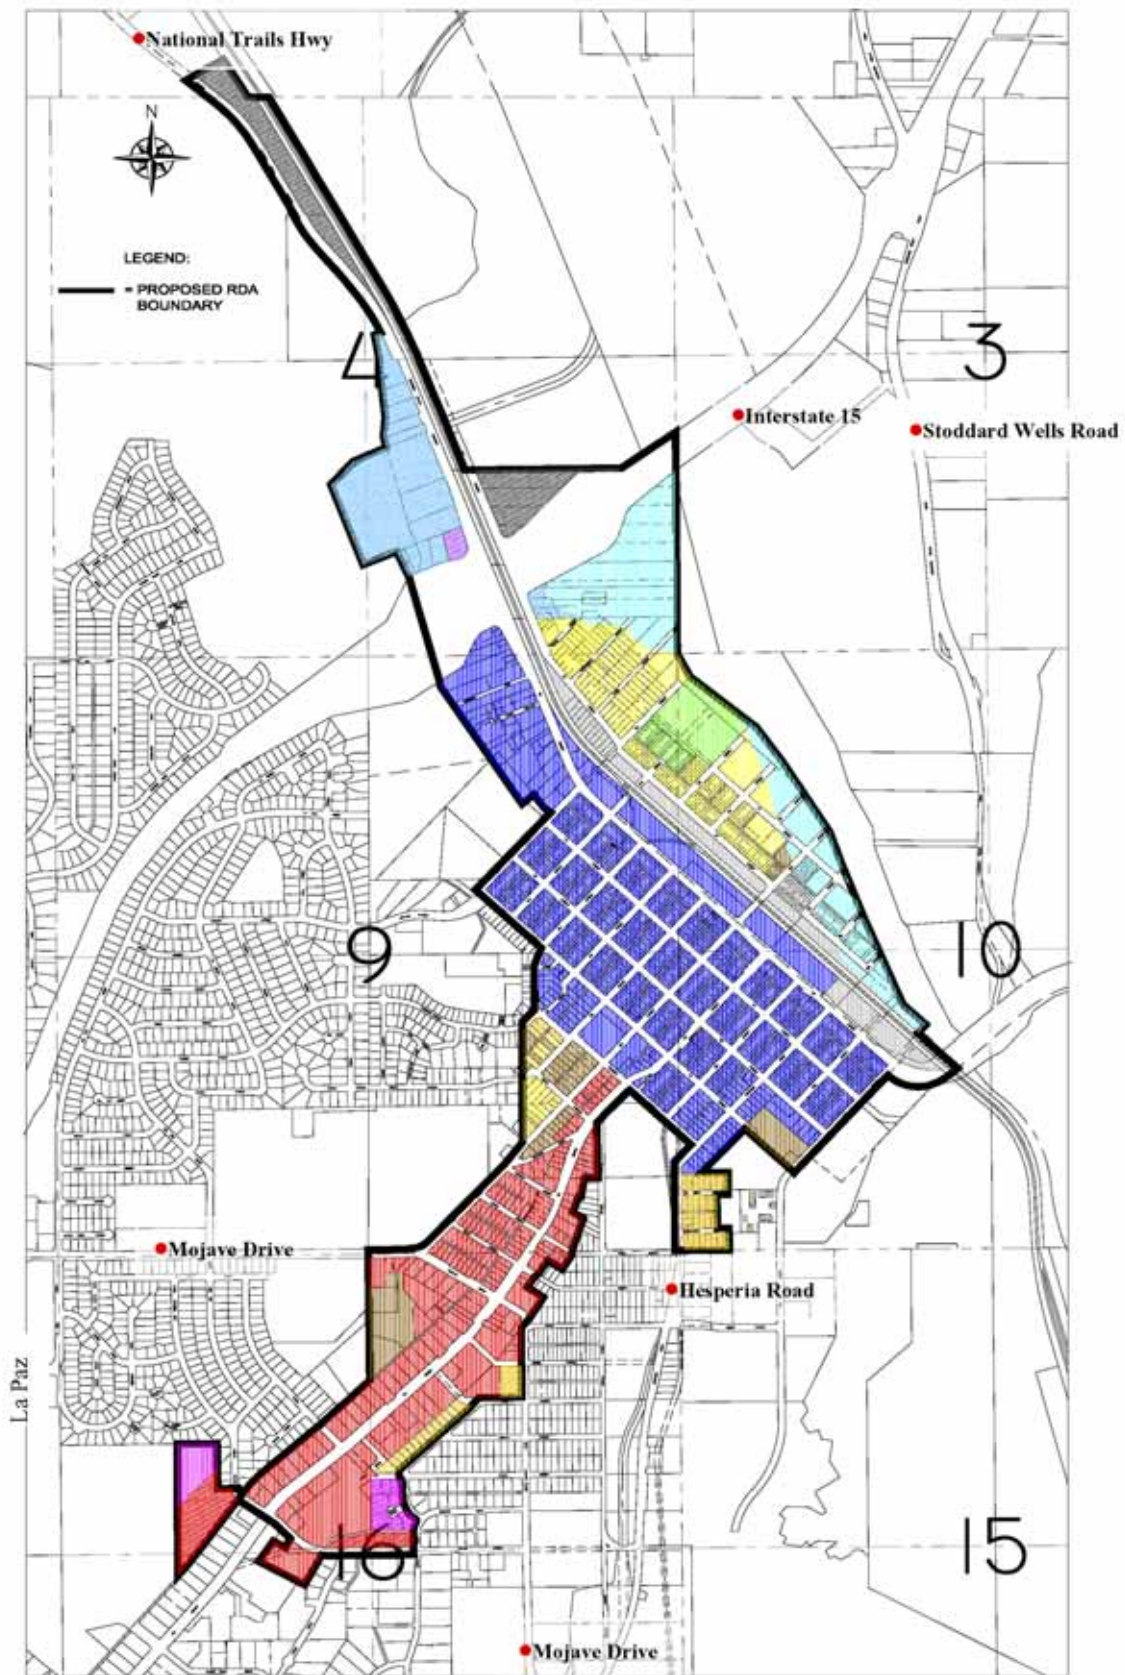 National Trails Hwy
N
LEGEND:
= PROPOSED RDA
BOUNDARY
4
3
Interstate 15
Stoddard Wells Road
9
10
Mojave Drive
Hesperia Road
La Paz
16
15
Mojave Drive